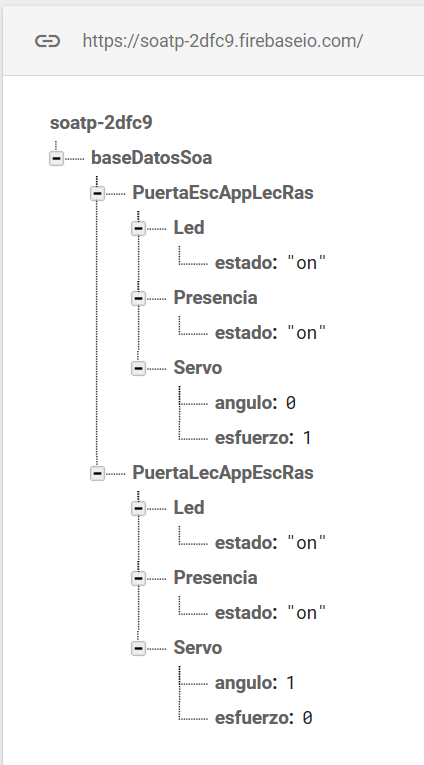 https://soatp-2dfc9.firebaseio.com/
soatp-2dfc9
baseDatosSoa
PuertaEscAppLecRas
Led
estado: "on"
Presencia
estado: "on"
Servo
angulo: 0
esfuerzo: 1
PuertaLecAppEscRas
Led
estado: "on"
Presencia
estado: "on"
Servo
angulo: 1
esfuerzo: 0